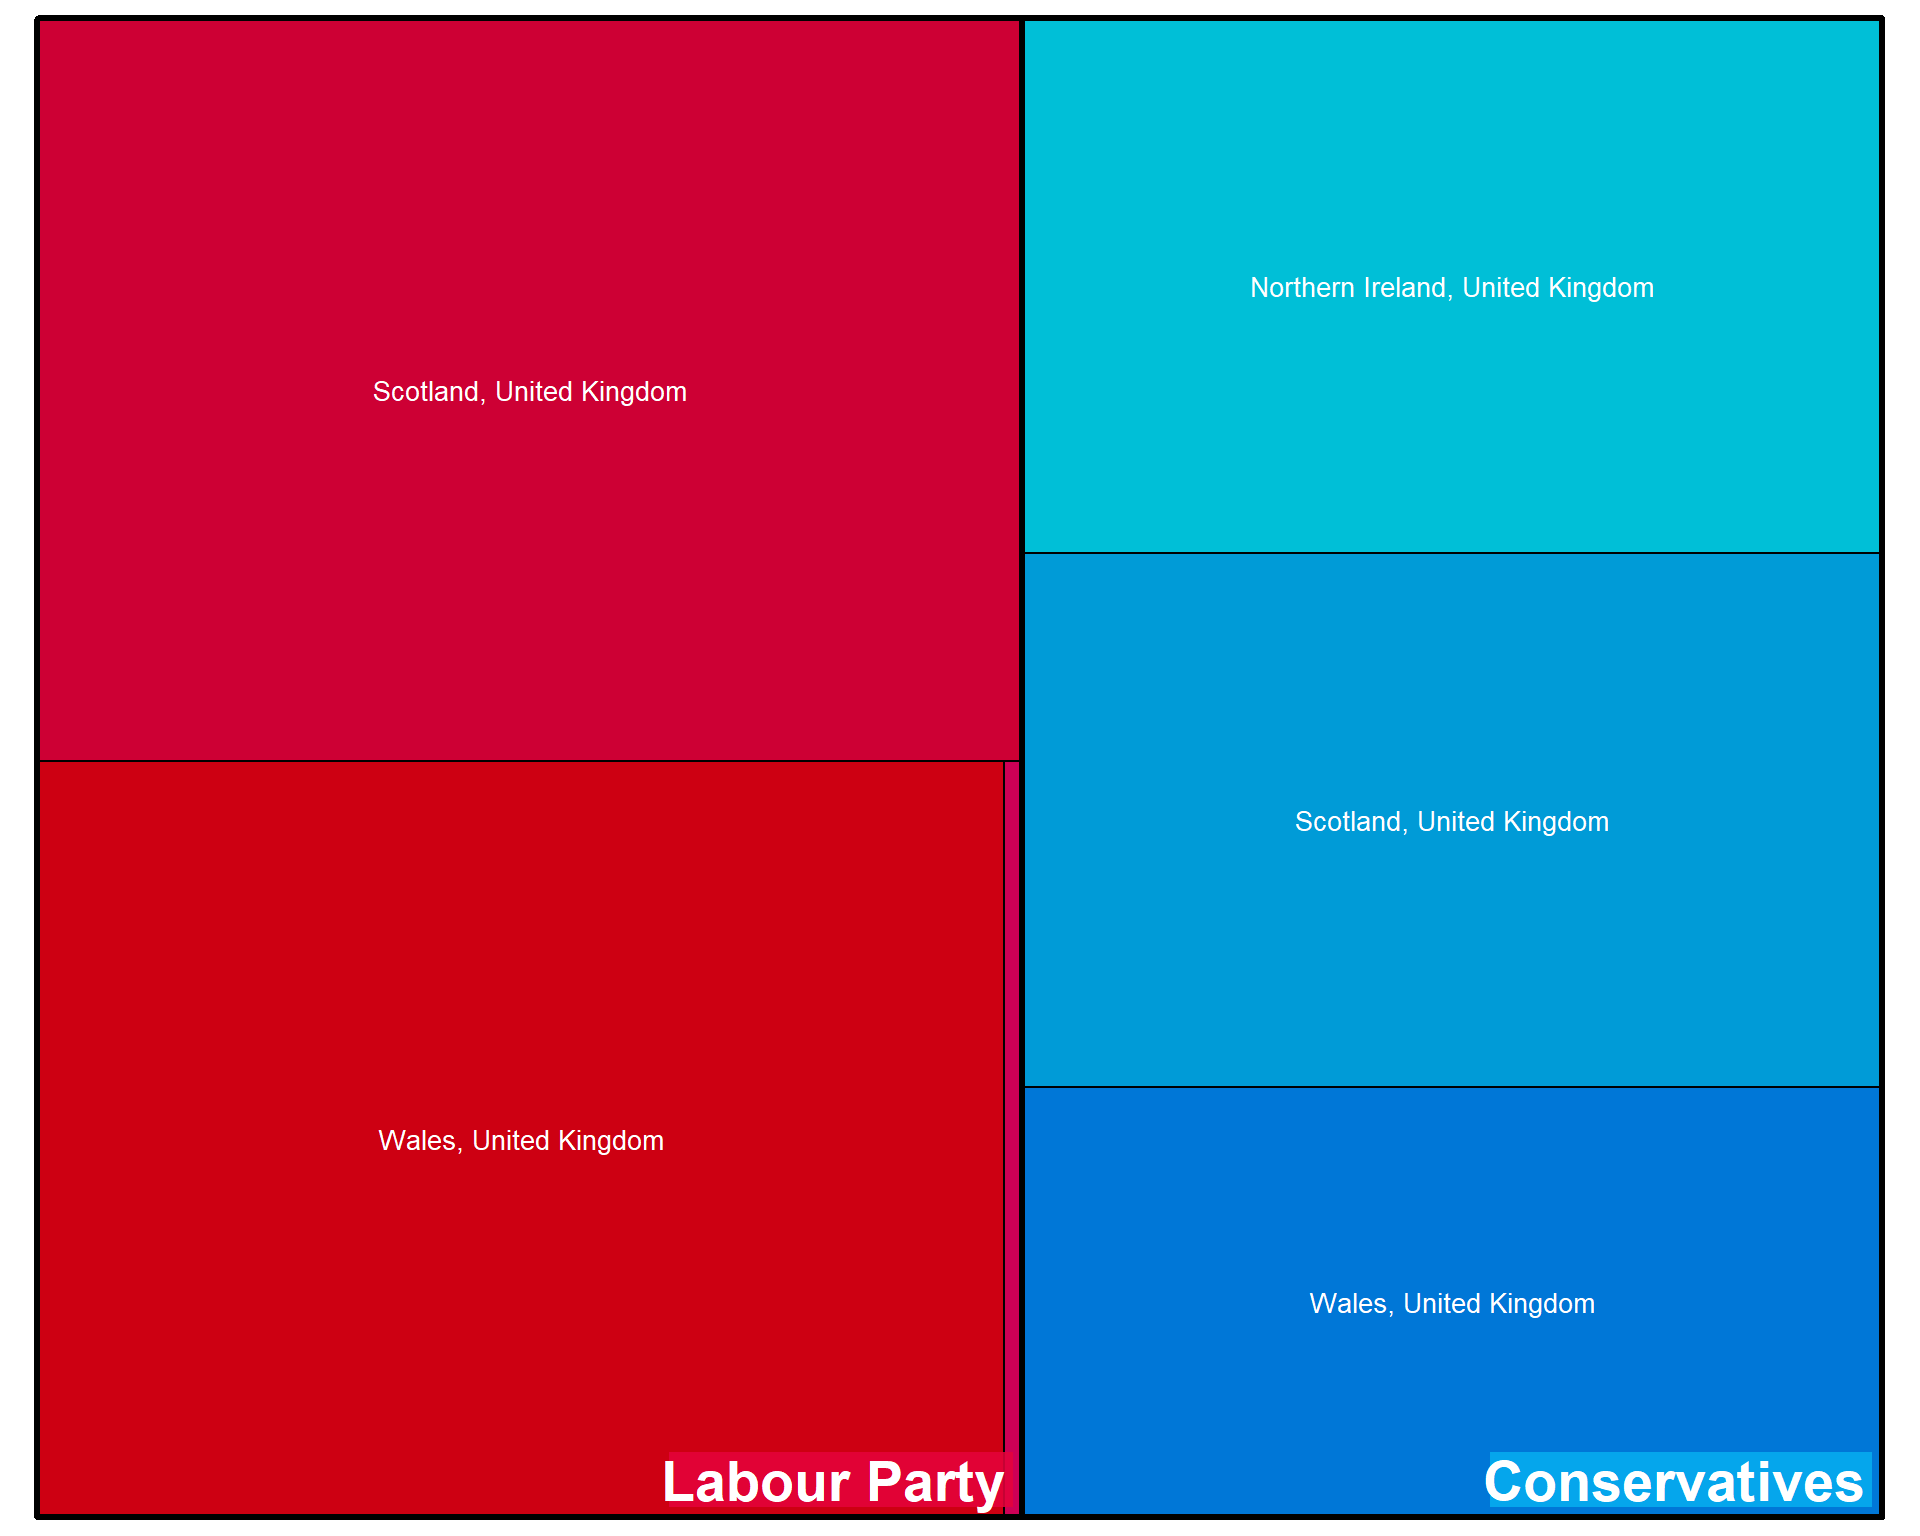 Scotland, United Kingdom
Wales, United Kingdom
Labour Party
Northern Ireland, United Kingdom
Scotland, United Kingdom
Wales, United Kingdom
Conservatives